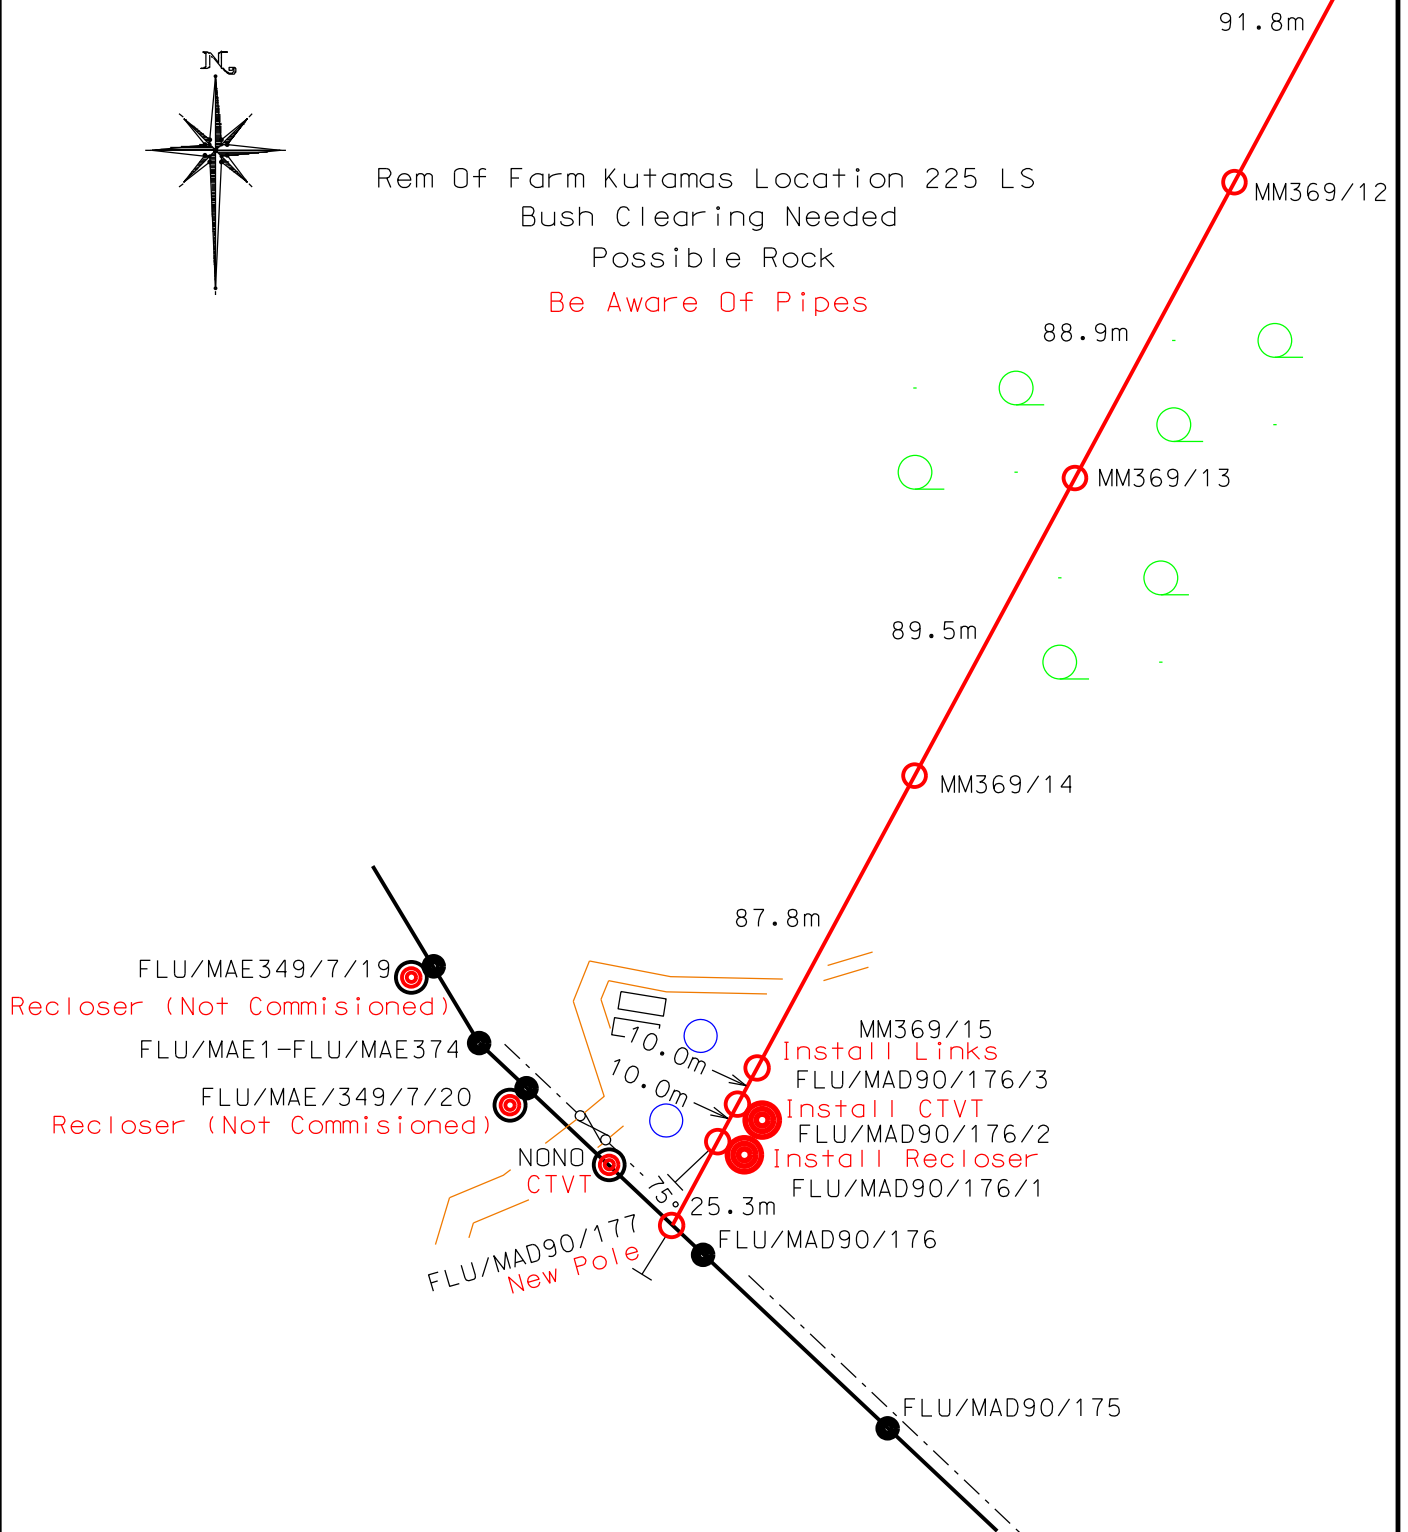 91.8m
N
Rem Of Farm Kutamas Location 225 LS
Bush Clearing Needed
Possible Rock
Be Aware Of Pipes
MM369/12
88.9m
MM369/13
89.5m
MM369/14
87.8m
FLU/MAE349/7/19
Recloser (Not Commisioned)
FLU/MAE1-FLU/MAE374
FLU/MAE/349/7/20
Recloser (Not Commisioned)
MM369/15
Install Links
10.0m
FLU/MAD90/176/3
10.0m
Install CTVT
FLU/MAD90/176/2
Install Recloser
FLU/MAD90/176/1
NONO
CTVT
75°
25.3m
FLU/MAD90/177
New Pole
FLU/MAD90/176
FLU/MAD90/175